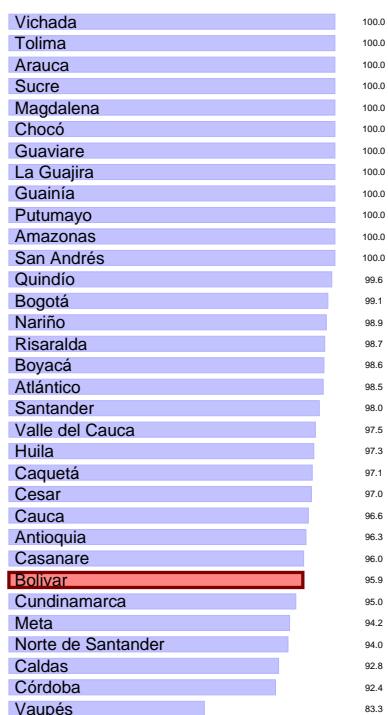 Vichada 100.0
Tolima 100.0
Arauca 100.0
Sucre 100.0
Magdalena 100.0
Chocó 100.0
Guaviare 100.0
La Guajira 100.0
Guainía 100.0
Putumayo 100.0
Amazonas 100.0
San Andrés 100.0
Quindío 99.6
Bogotá 99.1
Nariño 98.9
Risaralda 98.7
Boyacá 98.6
Atlántico 98.5
Santander 98.0
Valle del Cauca 97.5
Huila 97.3
Caquetá 97.1
Cesar 97.0
Cauca 96.6
Antioquia 96.3
Casanare 96.0
Bolivar 95.9
Cundinamarca 95.0
Meta 94.2
Norte de Santander 94.0
Caldas 92.8
Córdoba 92.4
Vaupés 83.3